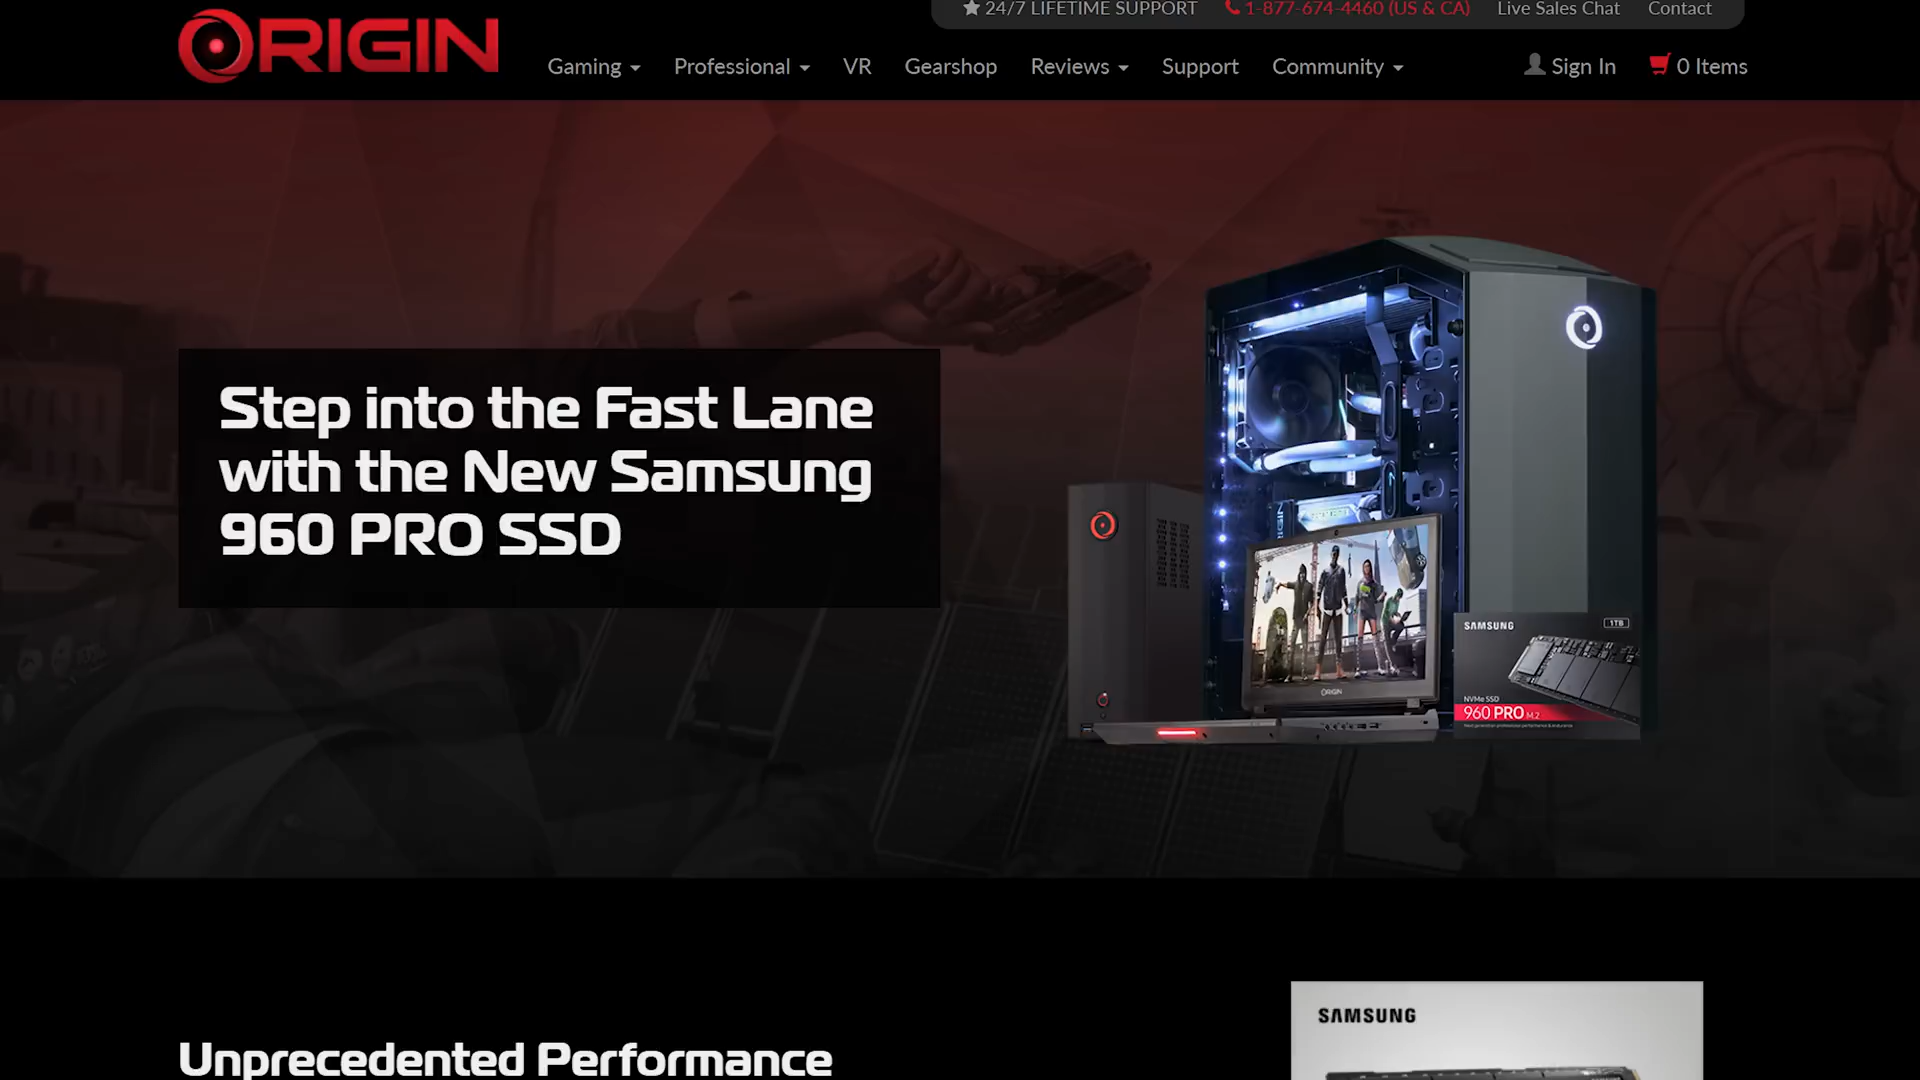 ORIGIN
24/7 LIFETIME SUPPORT 1-877-674-4460 (US & CA) Live Sales Chat Contact
Gaming Professional VR Gearshop Reviews Support Community Sign In 0 Items
Step into the Fast Lane
with the New Samsung
960 PRO SSD
ORIGIN
SAMSUNG 1TB
NVMe SSD
960 PRO M.2
SAMSUNG
Unprecedented Performance